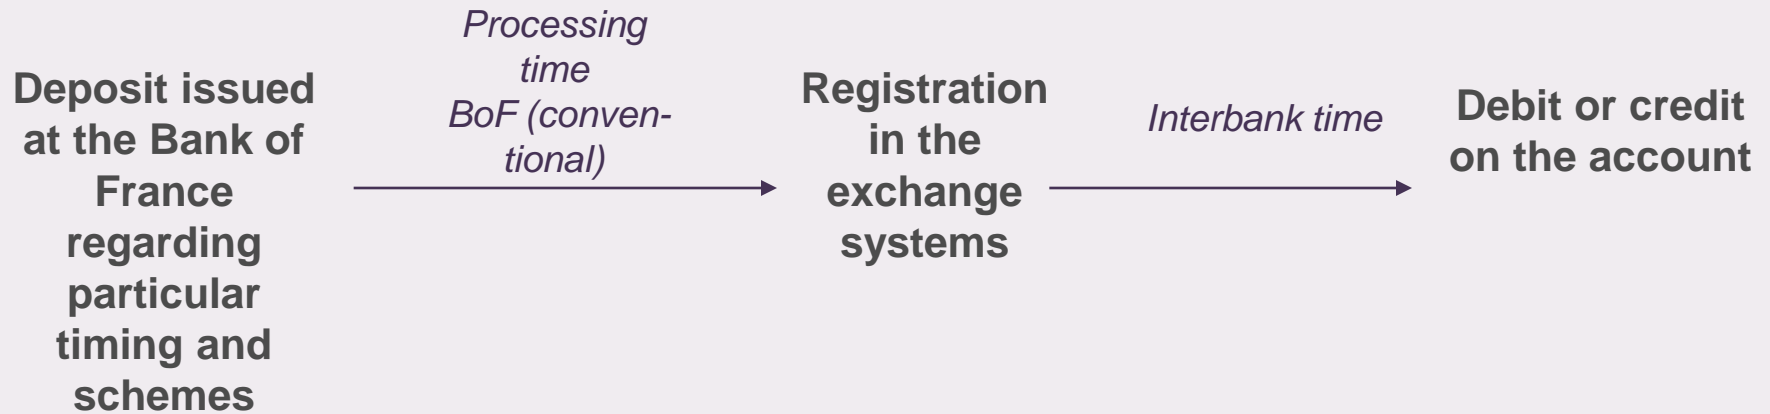 Deposit issued
at the Bank of
France
regarding
particular
timing and
schemes
Processing
time
BoF (conven-
tional)
Registration
in the
exchange
systems
Interbank time
Debit or credit
on the account